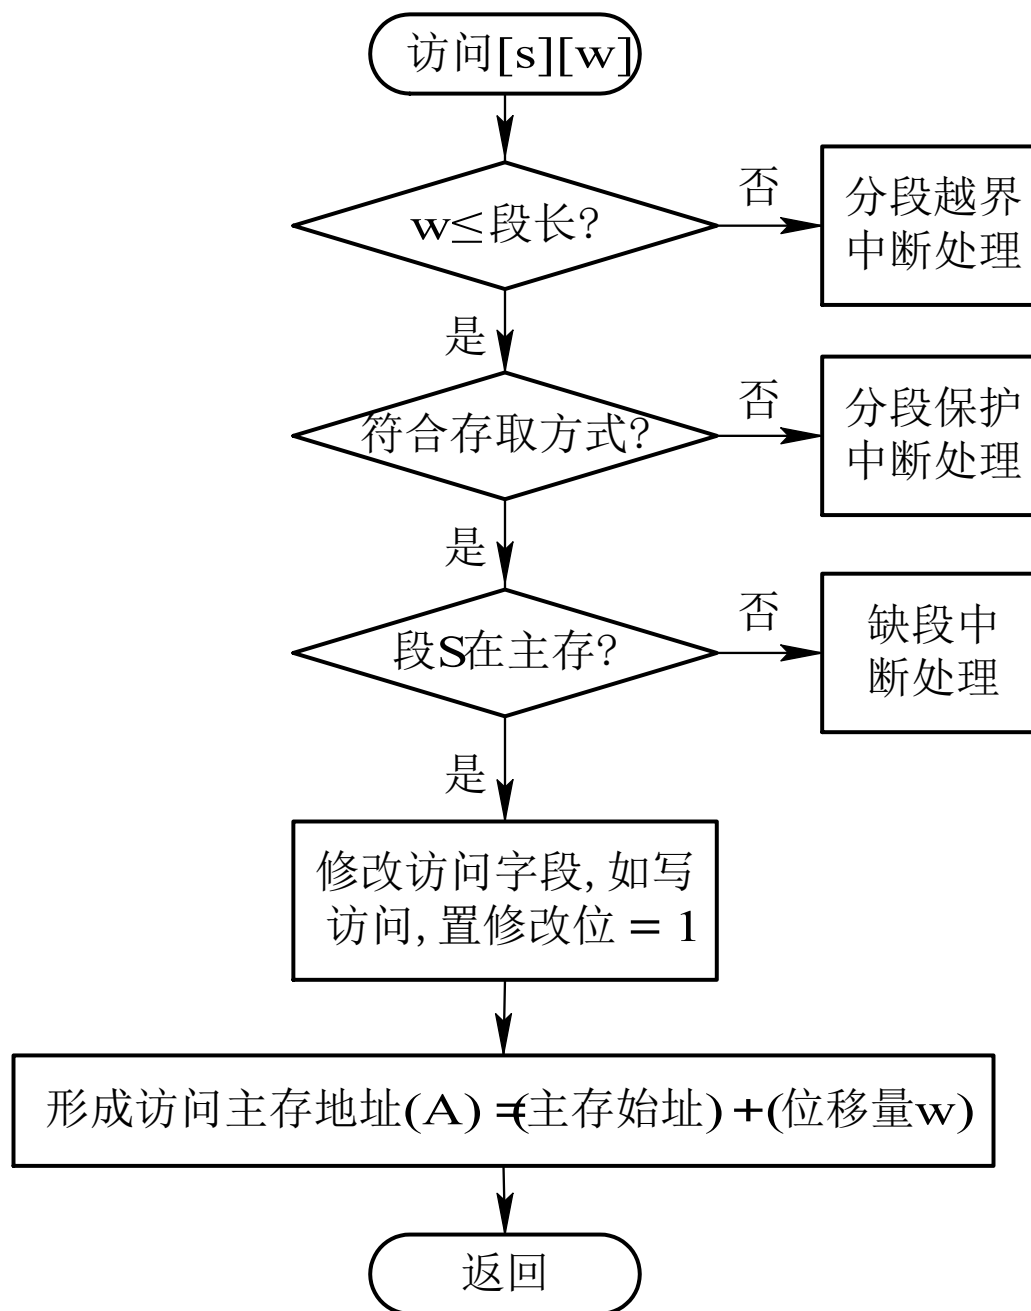 访问[s][w]
w≤段长?
否
分段越界
中断处理
是
符合存取方式?
否
分段保护
中断处理
是
段S在主存?
否
缺段中
断处理
是
修改访问字段,如写
访问,置修改位 = 1
形成访问主存地址(A) =(主存始址) +(位移量w)
返回